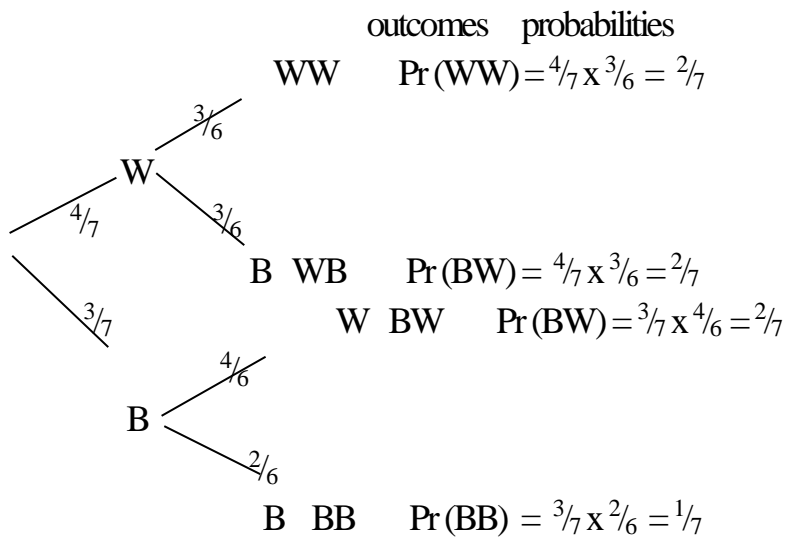 outcomes probabilities
WW Pr(WW) = 4/7 x 3/6 = 2/7
3/6
W
4/7 3/6
B WB Pr(BW) = 4/7 x 3/6 = 2/7
3/7 W BW Pr(BW) = 3/7 x 4/6 = 2/7
4/6
B
2/6
B BB Pr(BB) = 3/7 x 2/6 = 1/7